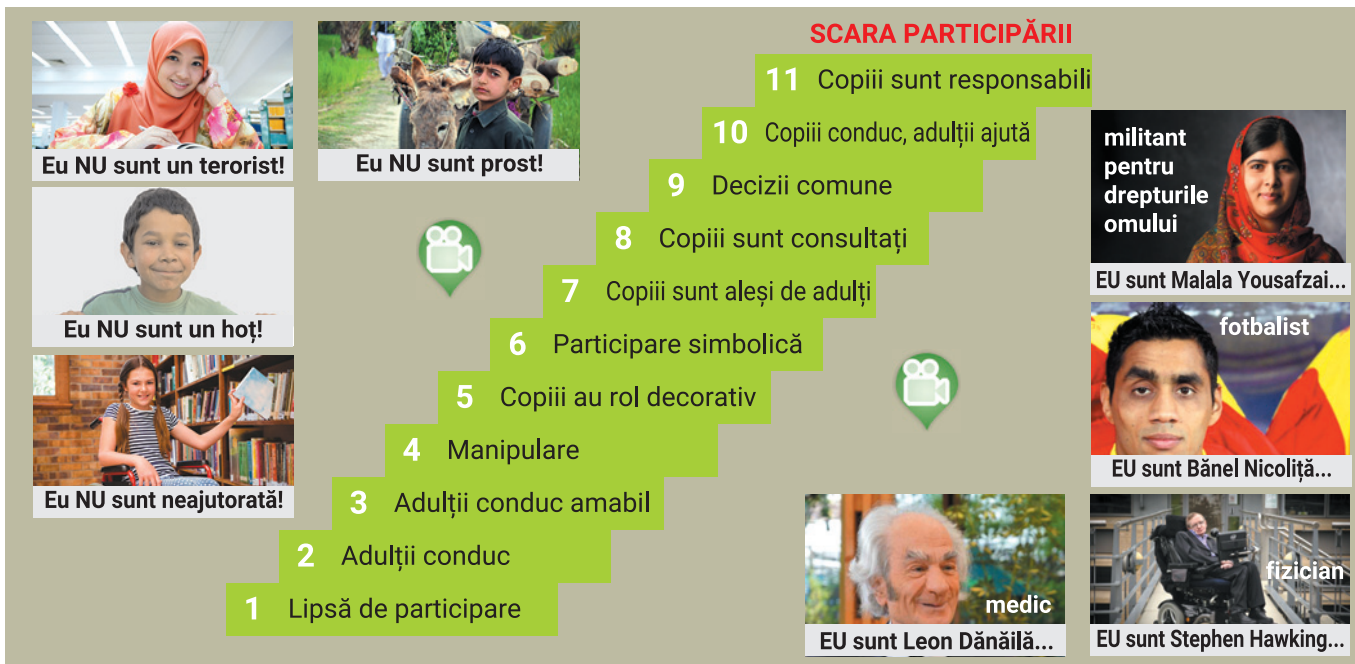 Eu NU sunt un terorist!
Eu NU sunt prost!
Eu NU sunt un hoț!
Eu NU sunt neajutorată!
SCARA PARTICIPĂRII
11 Copiii sunt responsabili
10 Copiii conduc, adulții ajută
9 Decizii comune
8 Copiii sunt consultați
7 Copiii sunt aleși de adulți
6 Participare simbolică
5 Copiii au rol decorativ
4 Manipulare
3 Adulții conduc amabil
2 Adulții conduc
1 Lipsă de participare
militant
pentru
drepturile
omului
EU sunt Malala Yousafzai...
fotbalist
EU sunt Bănel Nicoliță...
medic
EU sunt Leon Dănăilă...
fizician
EU sunt Stephen Hawking...